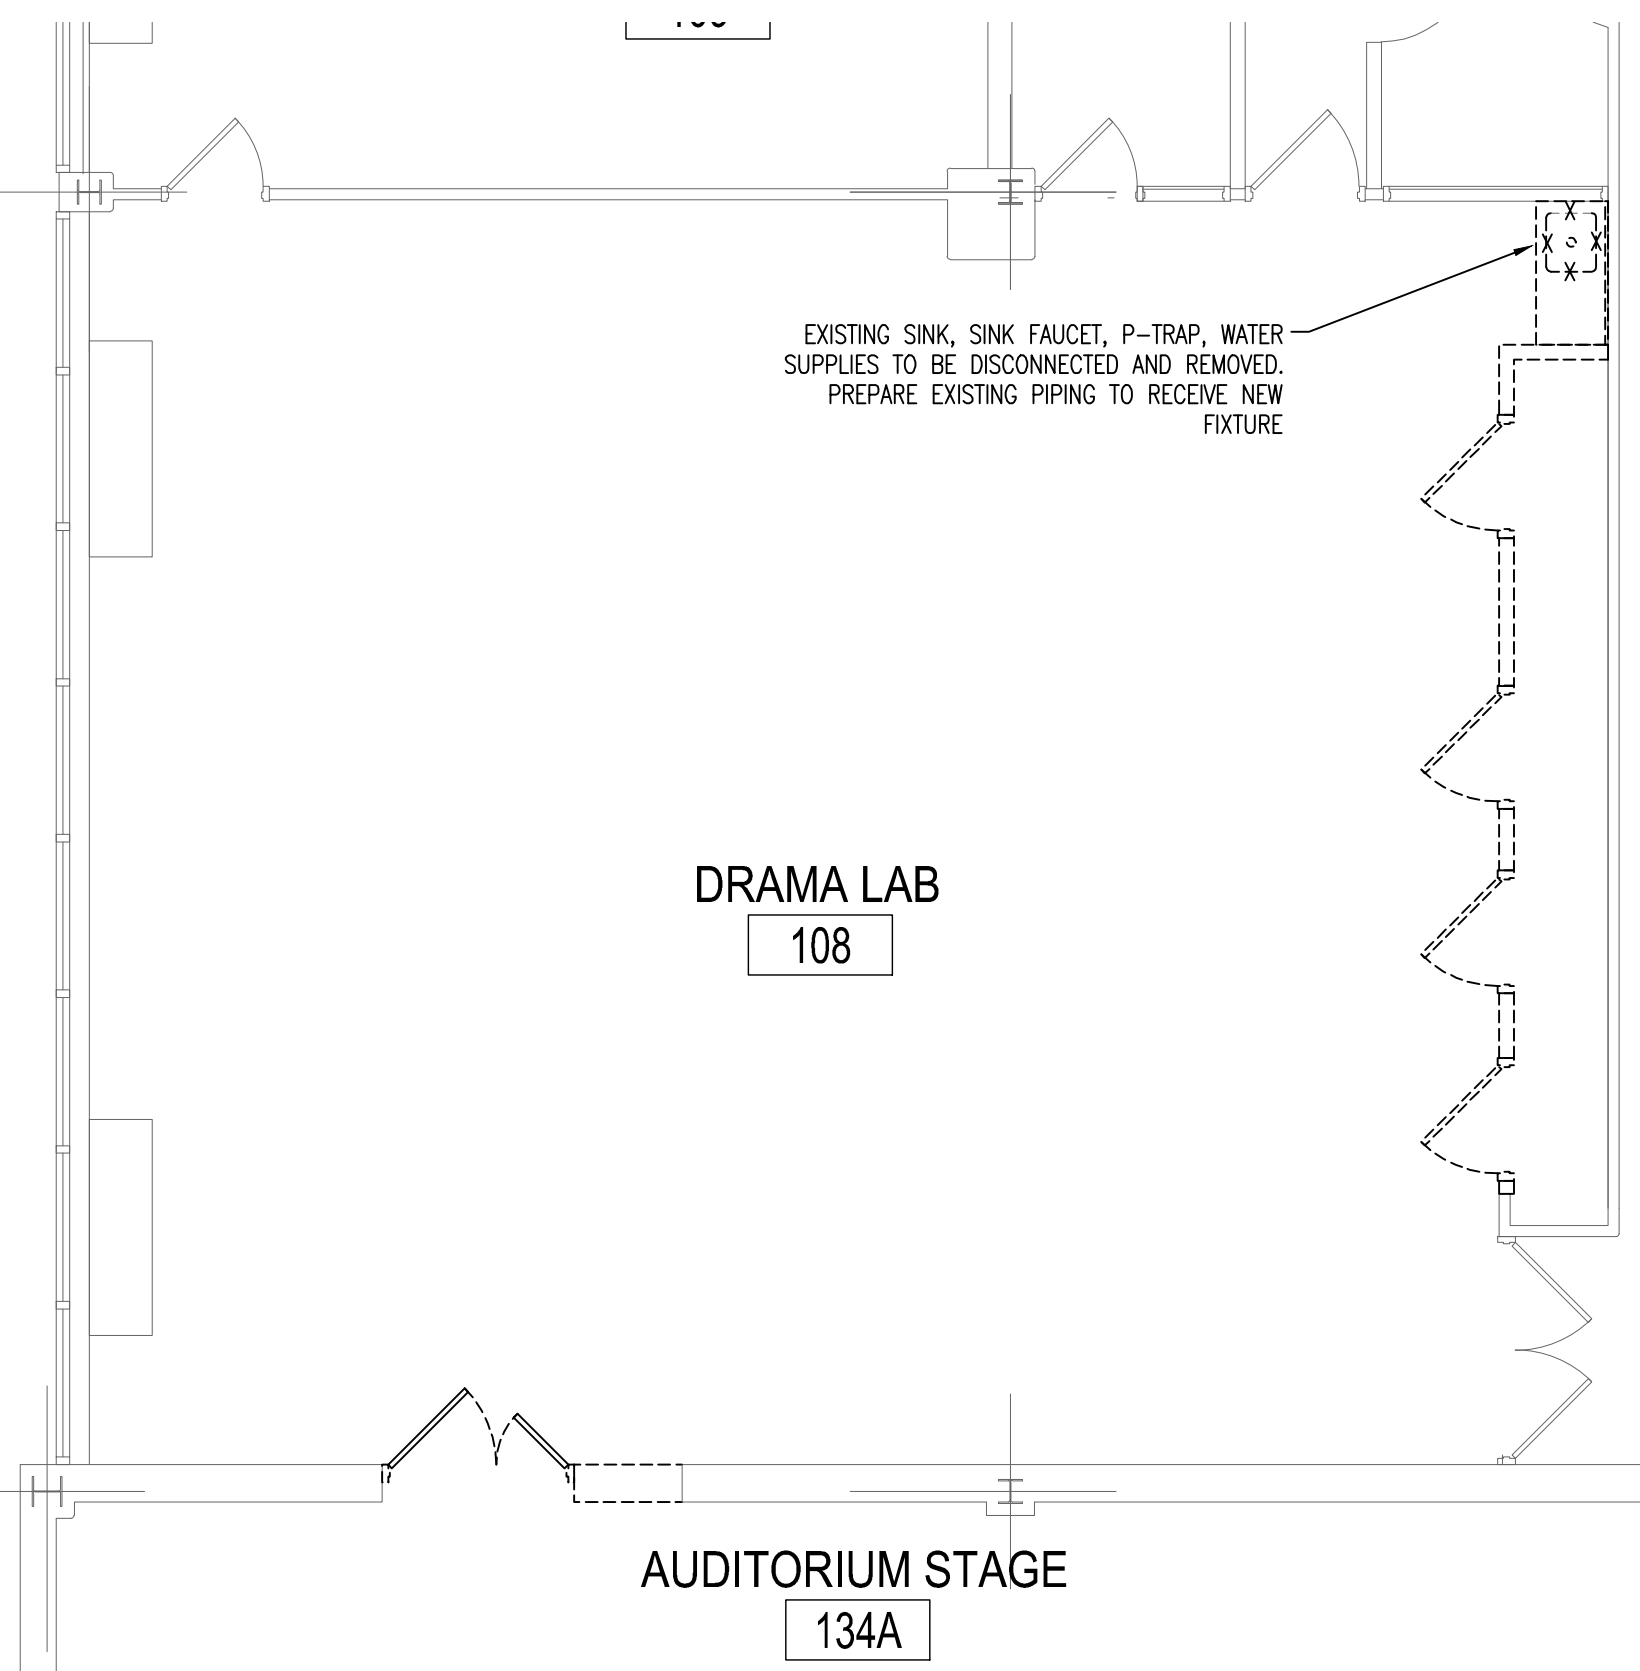 EXISTING SINK, SINK FAUCET, P-TRAP, WATER
SUPPLIES TO BE DISCONNECTED AND REMOVED.
PREPARE EXISTING PIPING TO RECEIVE NEW
FIXTURE
DRAMA LAB
108
AUDITORIUM STAGE
134A